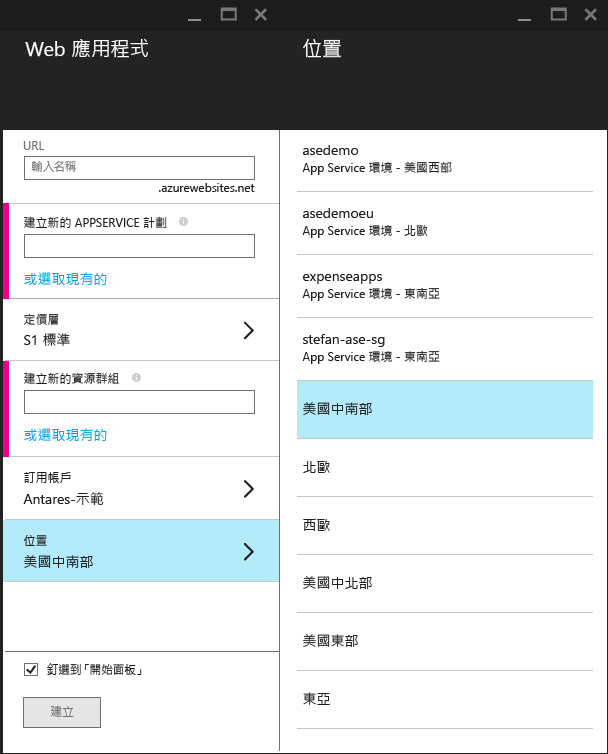 Web 應用程式
URL
輸入名稱
.azurewebsites.net
建立新的 APPSERVICE 計劃
或選取現有的
定價層
S1 標準
建立新的資源群組
或選取現有的
訂用帳戶
Antares-示範
位置
美國中南部
釘選到「開始面板」
建立
位置
asedemo
App Service 環境 - 美國西部
asedemoeu
App Service 環境 - 北歐
expenseapps
App Service 環境 - 東南亞
stefan-ase-sg
App Service 環境 - 東南亞
美國中南部
北歐
西歐
美國中北部
美國東部
東亞